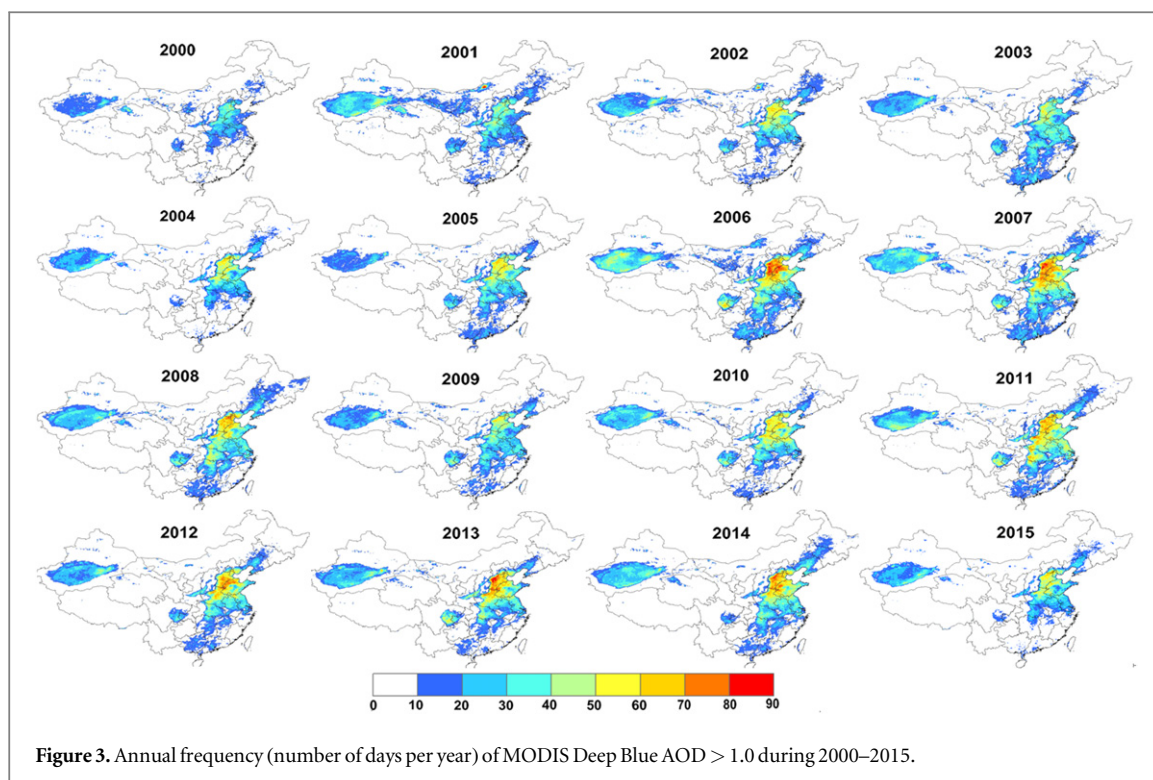 2000 2001 2002 2003
2004 2005 2006 2007
2008 2009 2010 2011
2012 2013 2014 2015
0 10 20 30 40 50 60 70 80 90
Figure 3. Annual frequency (number of days per year) of MODIS Deep Blue AOD > 1.0 during 2000–2015.